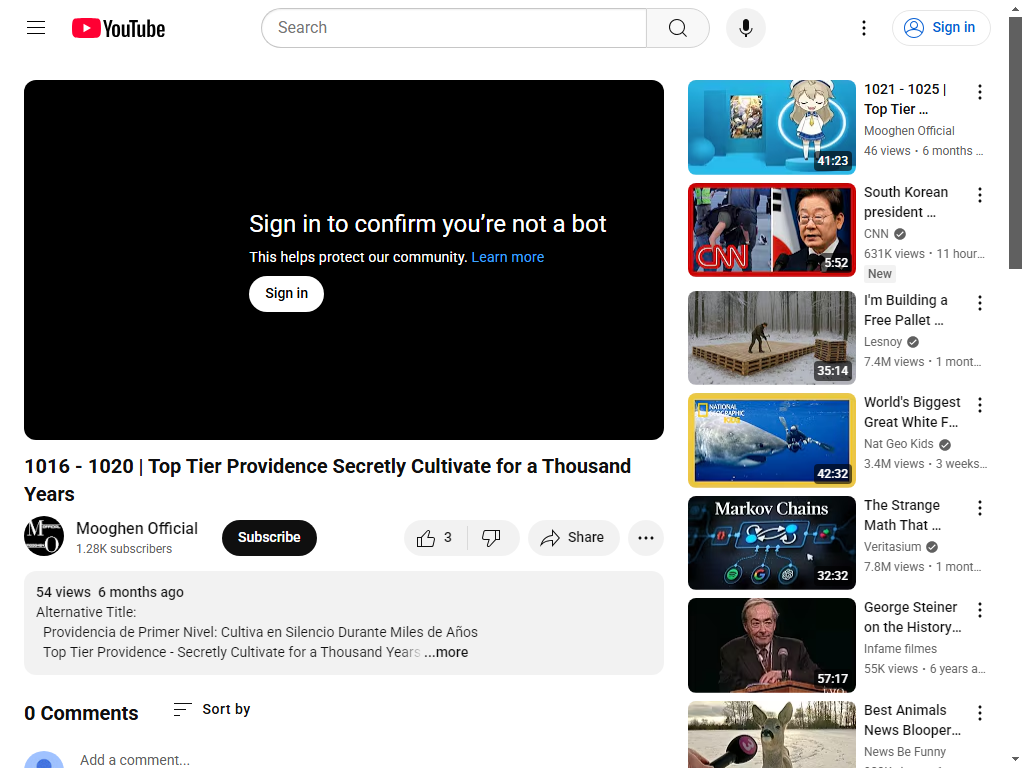 YouTube
Search
Sign in
Sign in to confirm you're not a bot
This helps protect our community. Learn more
Sign in
1016 - 1020 | Top Tier Providence Secretly Cultivate for a Thousand
Years
Mooghen Official
1.28K subscribers
Subscribe
3
Share
54 views 6 months ago
Alternative Title:
Providencia de Primer Nivel: Cultiva en Silencio Durante Miles de Años
Top Tier Providence - Secretly Cultivate for a Thousand Years ...more
0 Comments
Sort by
Add a comment...
41:23
1021 - 1025 |
Top Tier ...
Mooghen Official
46 views • 6 months ...
CNN
5:52
South Korean
president ...
CNN
631K views • 11 hour...
New
35:14
I'm Building a
Free Pallet ...
Lesnoy
7.4M views • 1 mont...
NATIONAL
GEOGRAPHIC
KIDS
42:32
World's Biggest
Great White F...
Nat Geo Kids
3.4M views • 3 weeks...
Markov Chains
32:32
The Strange
Math That ...
Veritasium
7.8M views • 1 mont...
57:17
George Steiner
on the History...
Infame filmes
55K views • 6 years a...
Best Animals
News Blooper...
News Be Funny